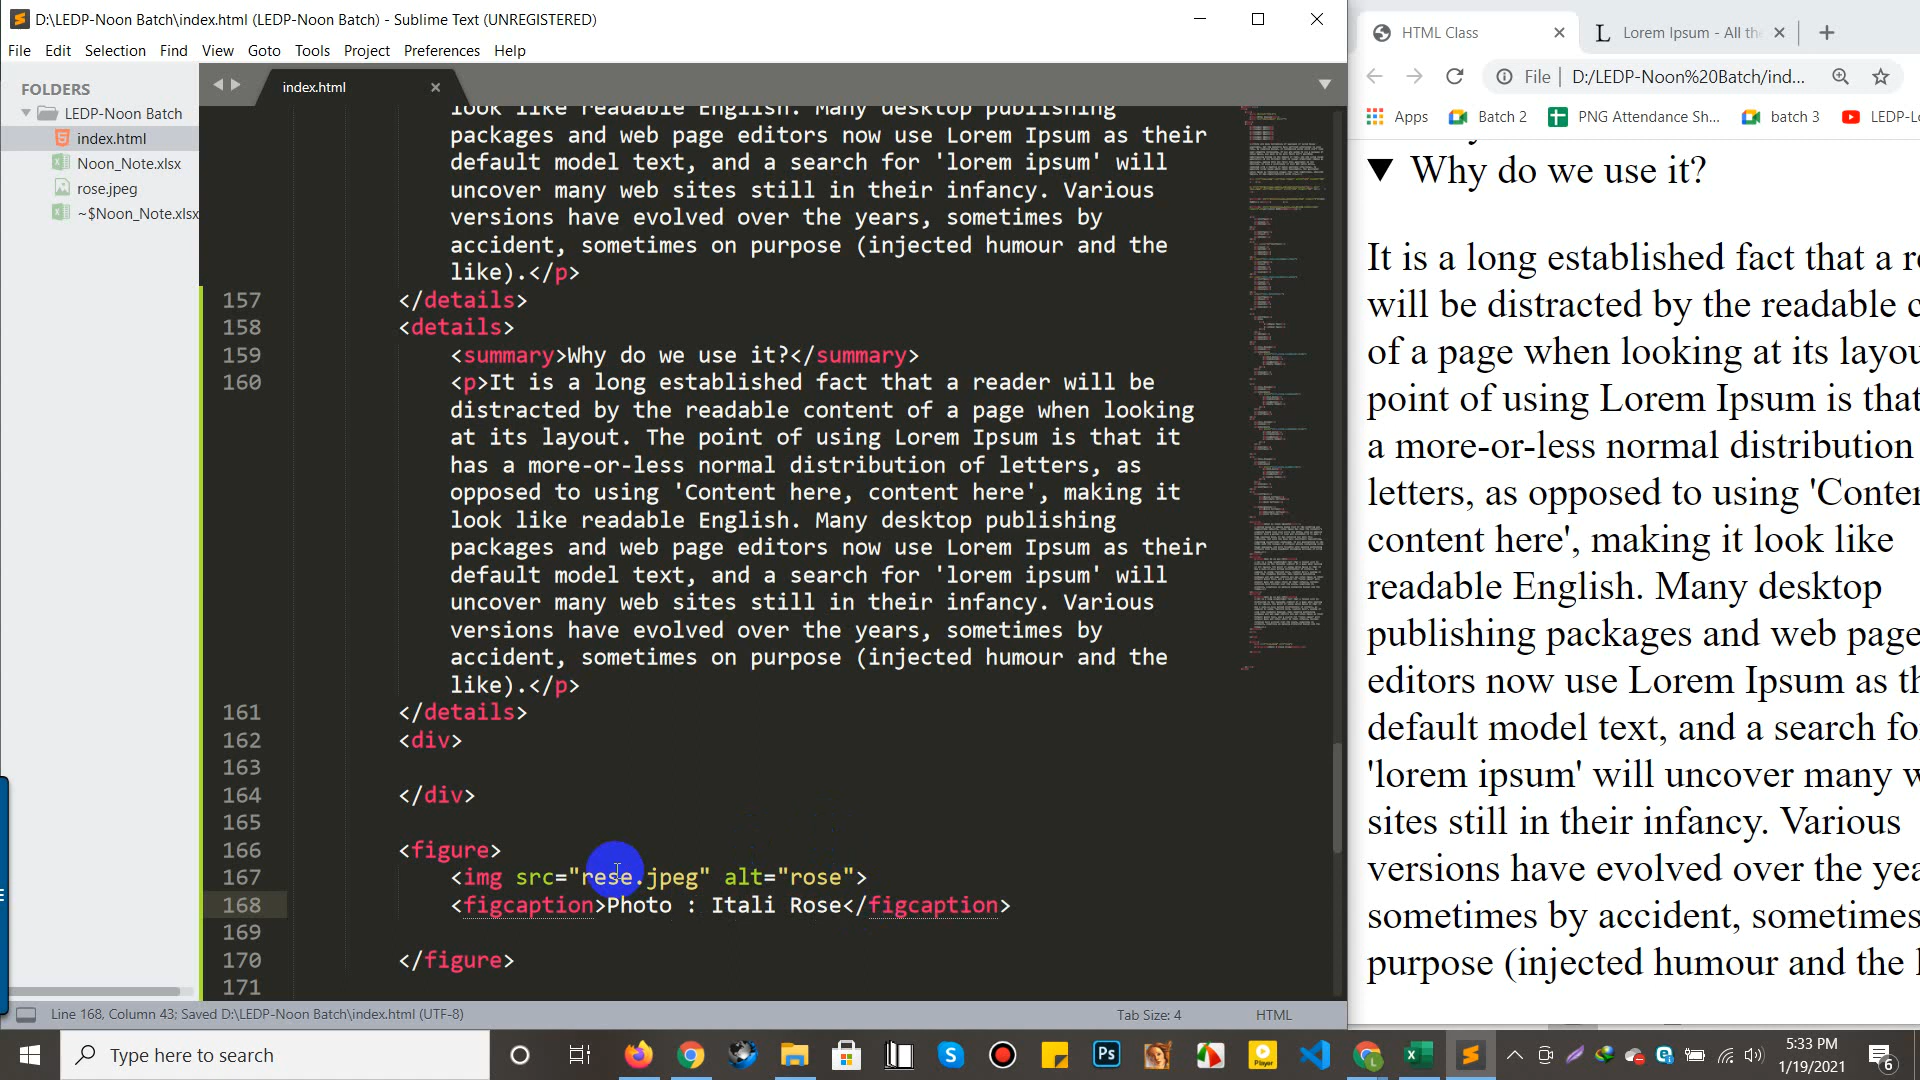 D:\LEDP-Noon Batch\index.html (LEDP-Noon Batch) - Sublime Text (UNREGISTERED)
File Edit Selection Find View Goto Tools Project Preferences Help
FOLDERS
LEDP-Noon Batch
index.html
Noon_Note.xlsx
rose.jpeg
~$Noon_Note.xlsx
index.html
look like readable English. Many desktop publishing
packages and web page editors now use Lorem Ipsum as their
default model text, and a search for 'lorem ipsum' will
uncover many web sites still in their infancy. Various
versions have evolved over the years, sometimes by
accident, sometimes on purpose (injected humour and the
like).</p>
157 </details>
158 <details>
159 <summary>Why do we use it?</summary>
160 <p>It is a long established fact that a reader will be
distracted by the readable content of a page when looking
at its layout. The point of using Lorem Ipsum is that it
has a more-or-less normal distribution of letters, as
opposed to using 'Content here, content here', making it
look like readable English. Many desktop publishing
packages and web page editors now use Lorem Ipsum as their
default model text, and a search for 'lorem ipsum' will
uncover many web sites still in their infancy. Various
versions have evolved over the years, sometimes by
accident, sometimes on purpose (injected humour and the
like).</p>
161 </details>
162 <div>
163
164 </div>
165
166 <figure>
167 <img src="rese.jpeg" alt="rose">
168 <figcaption>Photo : Itali Rose</figcaption>
169
170 </figure>
171
Line 168, Column 43; Saved D:\LEDP-Noon Batch\index.html (UTF-8)
Tab Size: 4
HTML
HTML Class
Lorem Ipsum - All the
File
D:/LEDP-Noon%20Batch/ind...
Apps
Batch 2
PNG Attendance Sh...
batch 3
LEDP-L
Why do we use it?
It is a long established fact that a r
will be distracted by the readable c
of a page when looking at its layou
point of using Lorem Ipsum is that
a more-or-less normal distribution
letters, as opposed to using 'Conten
content here', making it look like
readable English. Many desktop
publishing packages and web page
editors now use Lorem Ipsum as th
default model text, and a search fo
'lorem ipsum' will uncover many w
sites still in their infancy. Various
versions have evolved over the yea
sometimes by accident, sometimes
purpose (injected humour and the l
Type here to search
Ps
Player
5:33 PM
1/19/2021
6